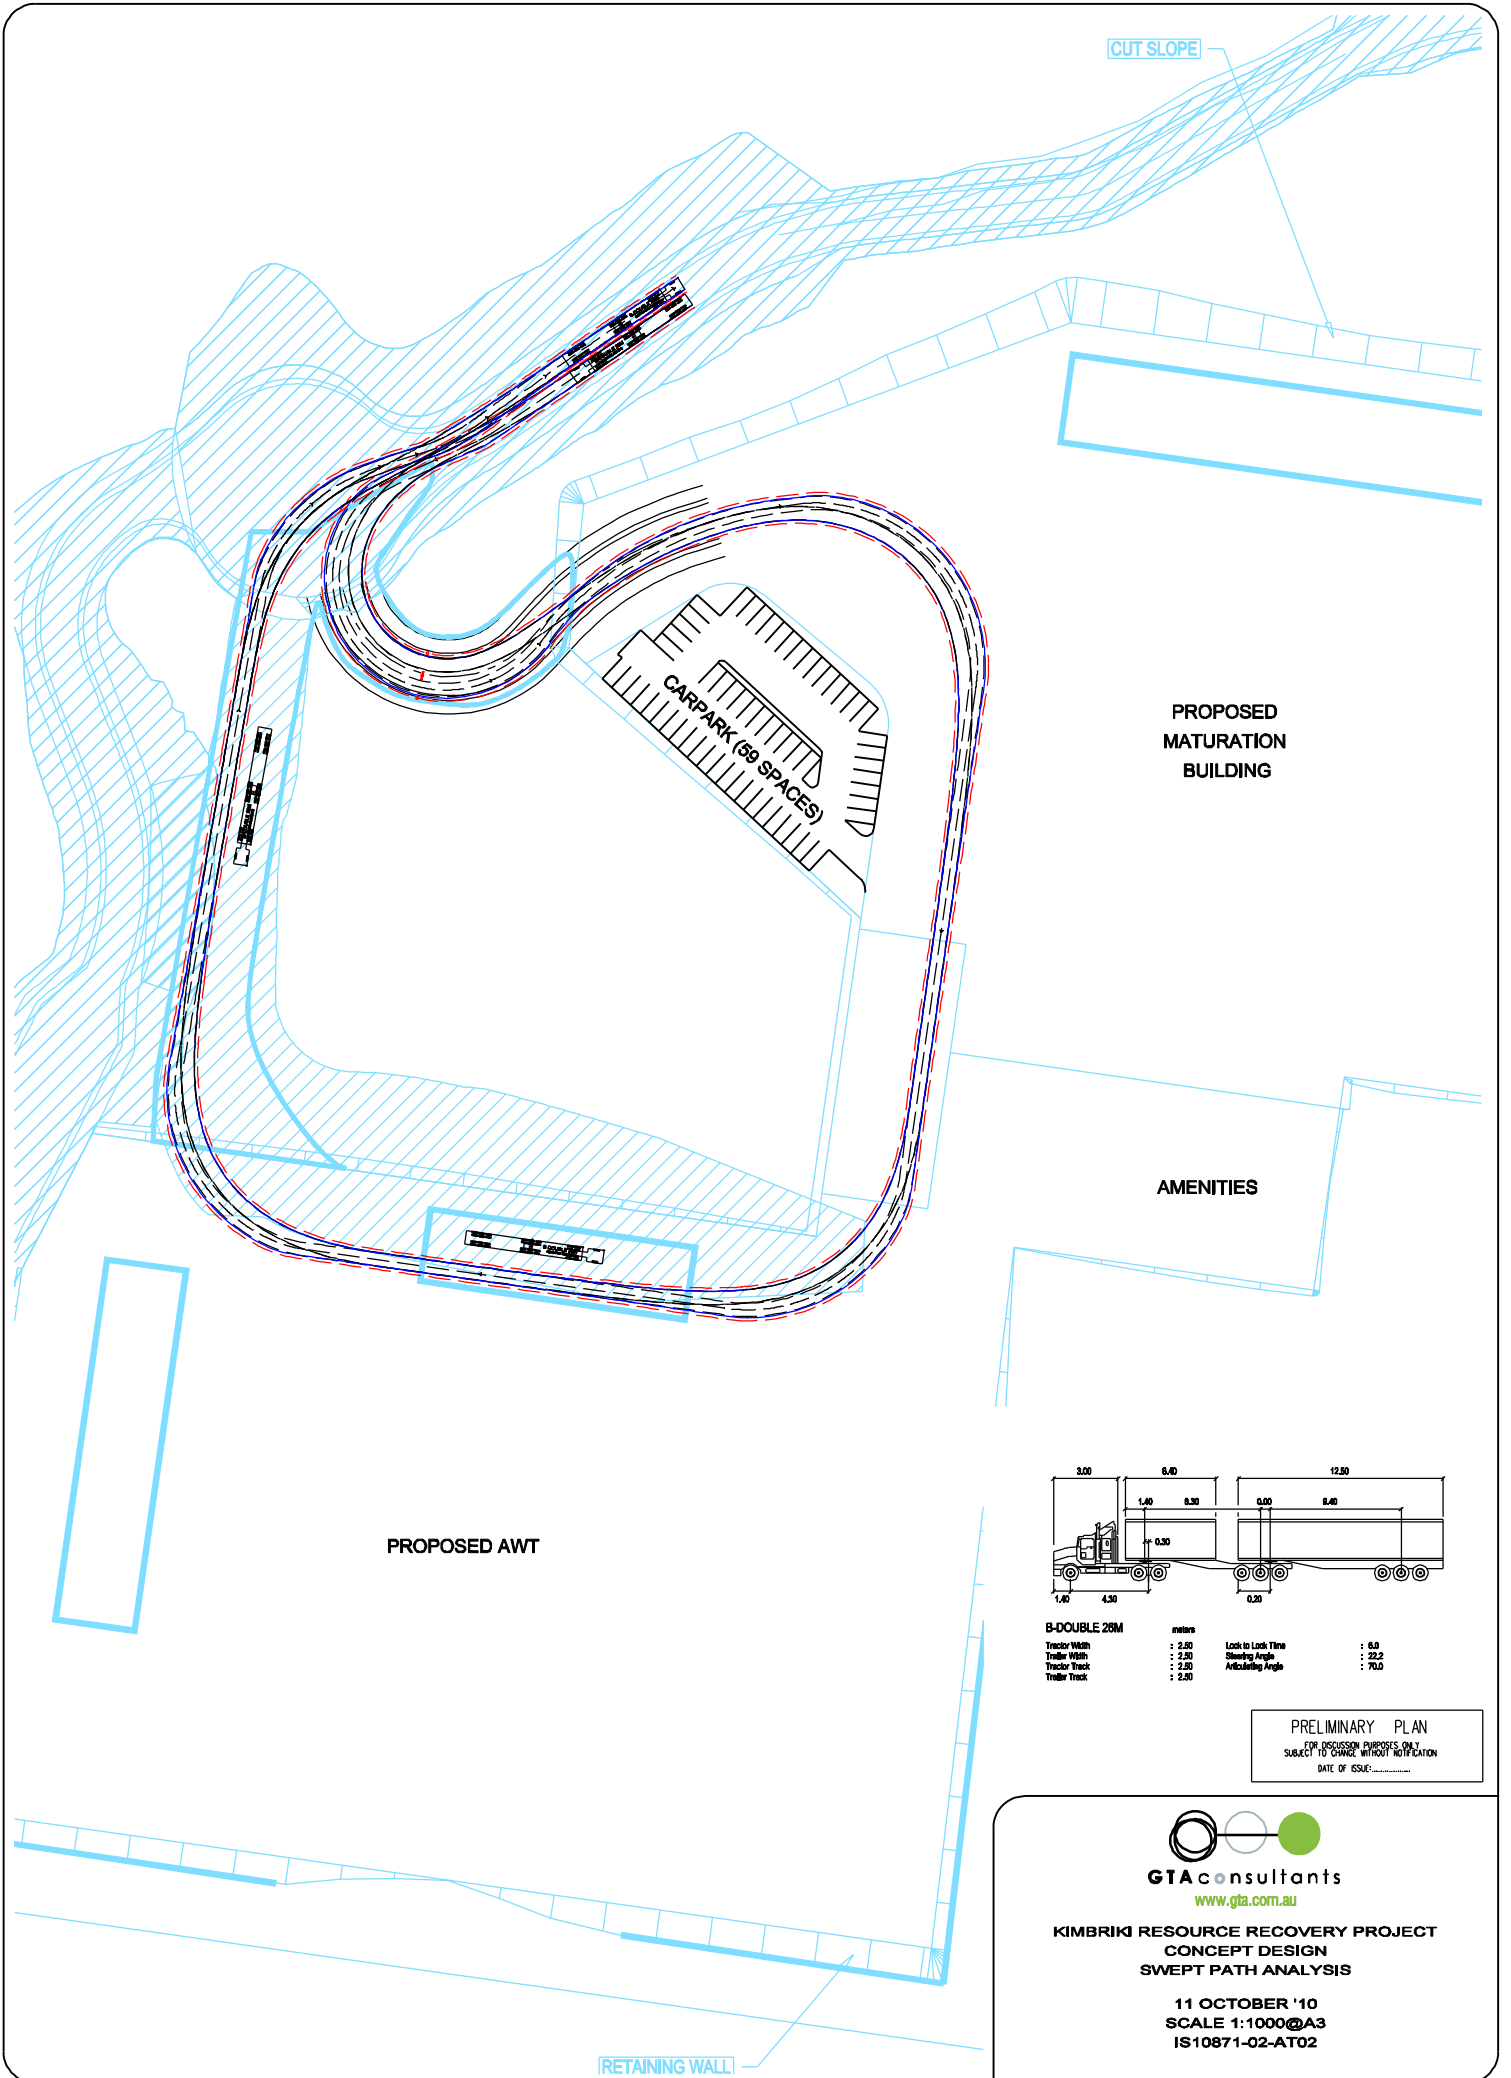 CUT SLOPE
CARPARK (59 SPACES)
PROPOSED
MATURATION
BUILDING
AMENITIES
PROPOSED AWT
3.00
12.50
1.40
0.00
9.40
0.30
1.40
4.30
0.20
B-DOUBLE 26M
meters
Tractor Width : 2.50 Lock to Lock Time : 6.0
Trailer Width : 2.50 Steering Angle : 22.2
Tractor Track : 2.50 Articulating Angle : 70.0
Trailer Track : 2.50
PRELIMINARY PLAN
FOR DISCUSSION PURPOSES ONLY
SUBJECT TO CHANGE WITHOUT NOTIFICATION
DATE OF ISSUE:................
GTAconsultants
www.gta.com.au
KIMBRIKI RESOURCE RECOVERY PROJECT
CONCEPT DESIGN
SWEPT PATH ANALYSIS
11 OCTOBER '10
SCALE 1:1000@A3
IS10871-02-AT02
RETAINING WALL